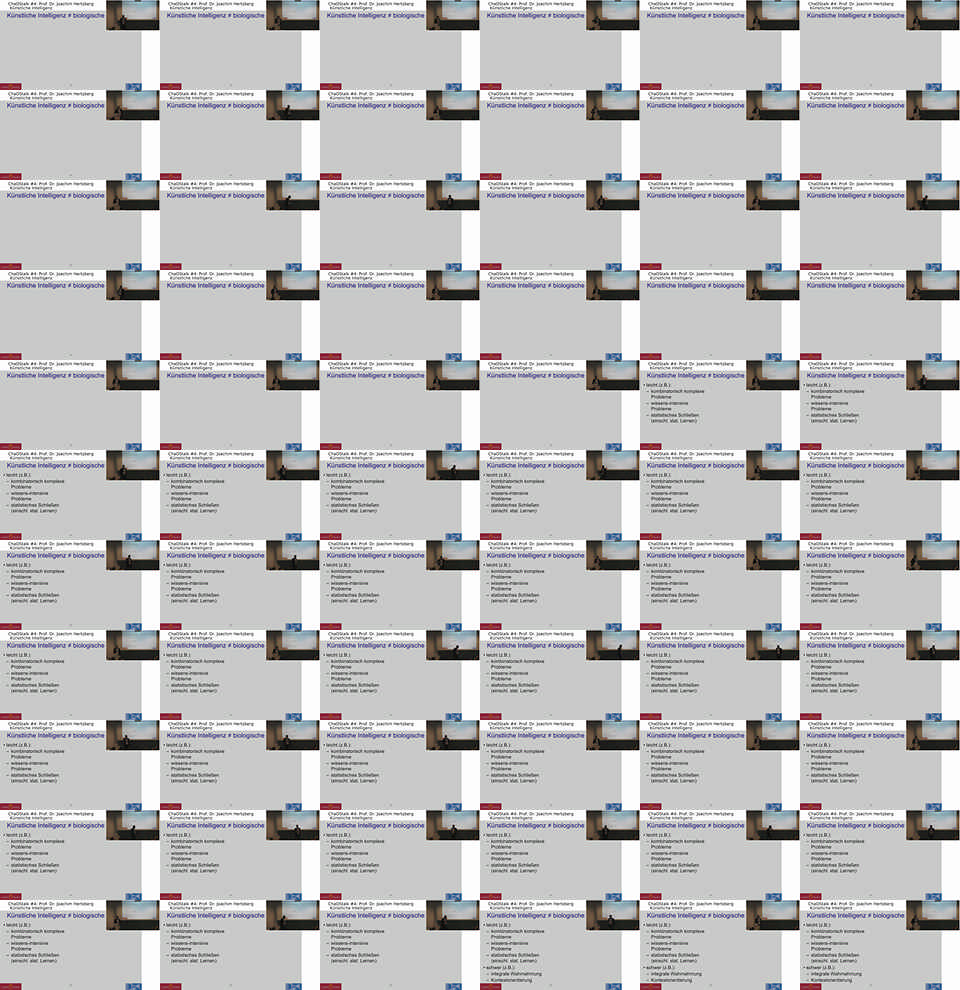 ChaOStalk #4: Prof. Dr. Joachim Hertzberg
Künstliche Intelligenz
Künstliche Intelligenz ≠ biologische
• leicht (z.B.):
– kombinatorisch komplexe
Probleme
– wissens-intensive
Probleme
– statistisches Schließen
(einschl. stat. Lernen)
• schwer (z.B.):
– integrale Wahrnehmung
– Kontextorientierung